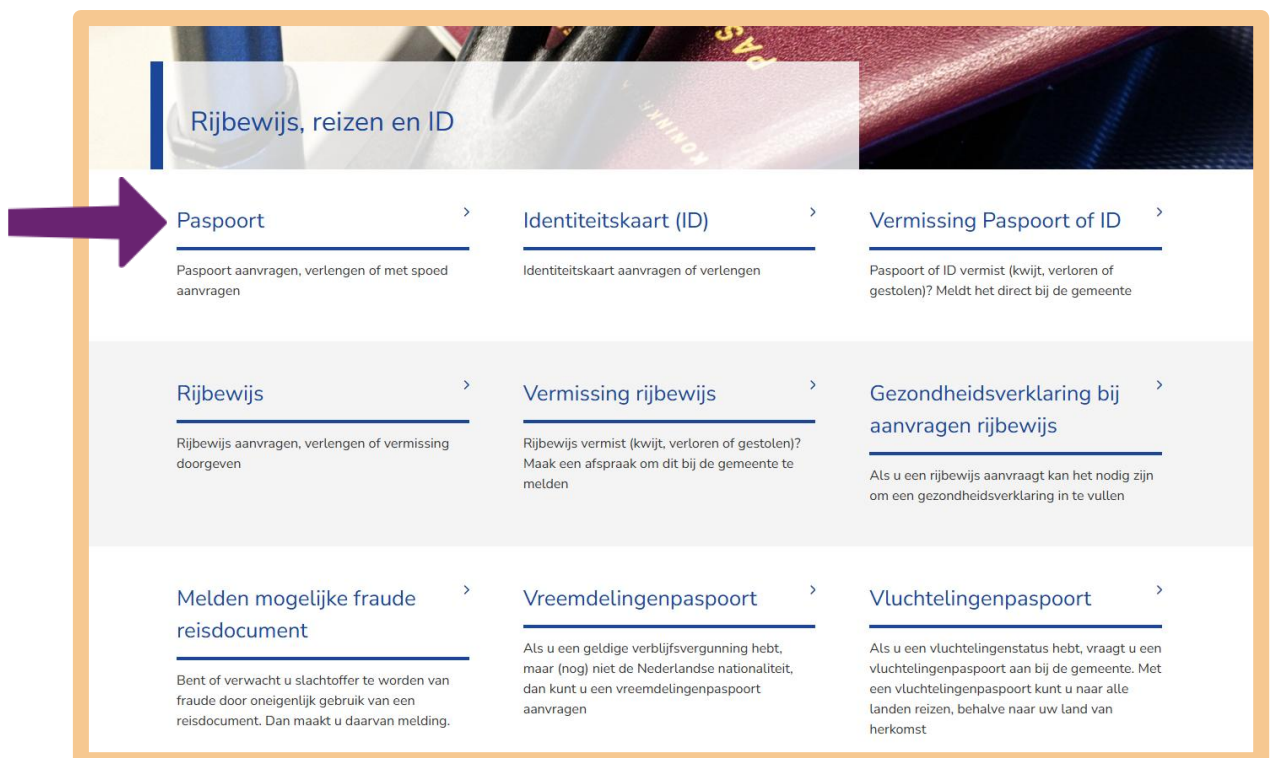 PAS
KONINK
Rijbewijs, reizen en ID
Paspoort
Paspoort aanvragen, verlengen of met spoed
aanvragen
Identiteitskaart (ID)
Identiteitskaart aanvragen of verlengen
Vermissing Paspoort of ID
Paspoort of ID vermist (kwijt, verloren of
gestolen)? Meldt het direct bij de gemeente
Rijbewijs
Rijbewijs aanvragen, verlengen of vermissing
doorgeven
Vermissing rijbewijs
Rijbewijs vermist (kwijt, verloren of gestolen)?
Maak een afspraak om dit bij de gemeente te
melden
Gezondheidsverklaring bij
aanvragen rijbewijs
Als u een rijbewijs aanvraagt kan het nodig zijn
om een gezondheidsverklaring in te vullen
Melden mogelijke fraude
reisdocument
Bent of verwacht u slachtoffer te worden van
fraude door oneigenlijk gebruik van een
reisdocument. Dan maakt u daarvan melding.
Vreemdelingenpaspoort
Als u een geldige verblijfsvergunning hebt,
maar (nog) niet de Nederlandse nationaliteit,
dan kunt u een vreemdelingenpaspoort
aanvragen
Vluchtelingenpaspoort
Als u een vluchtelingenstatus hebt, vraagt u een
vluchtelingenpaspoort aan bij de gemeente. Met
een vluchtelingenpaspoort kunt u naar alle
landen reizen, behalve naar uw land van
herkomst